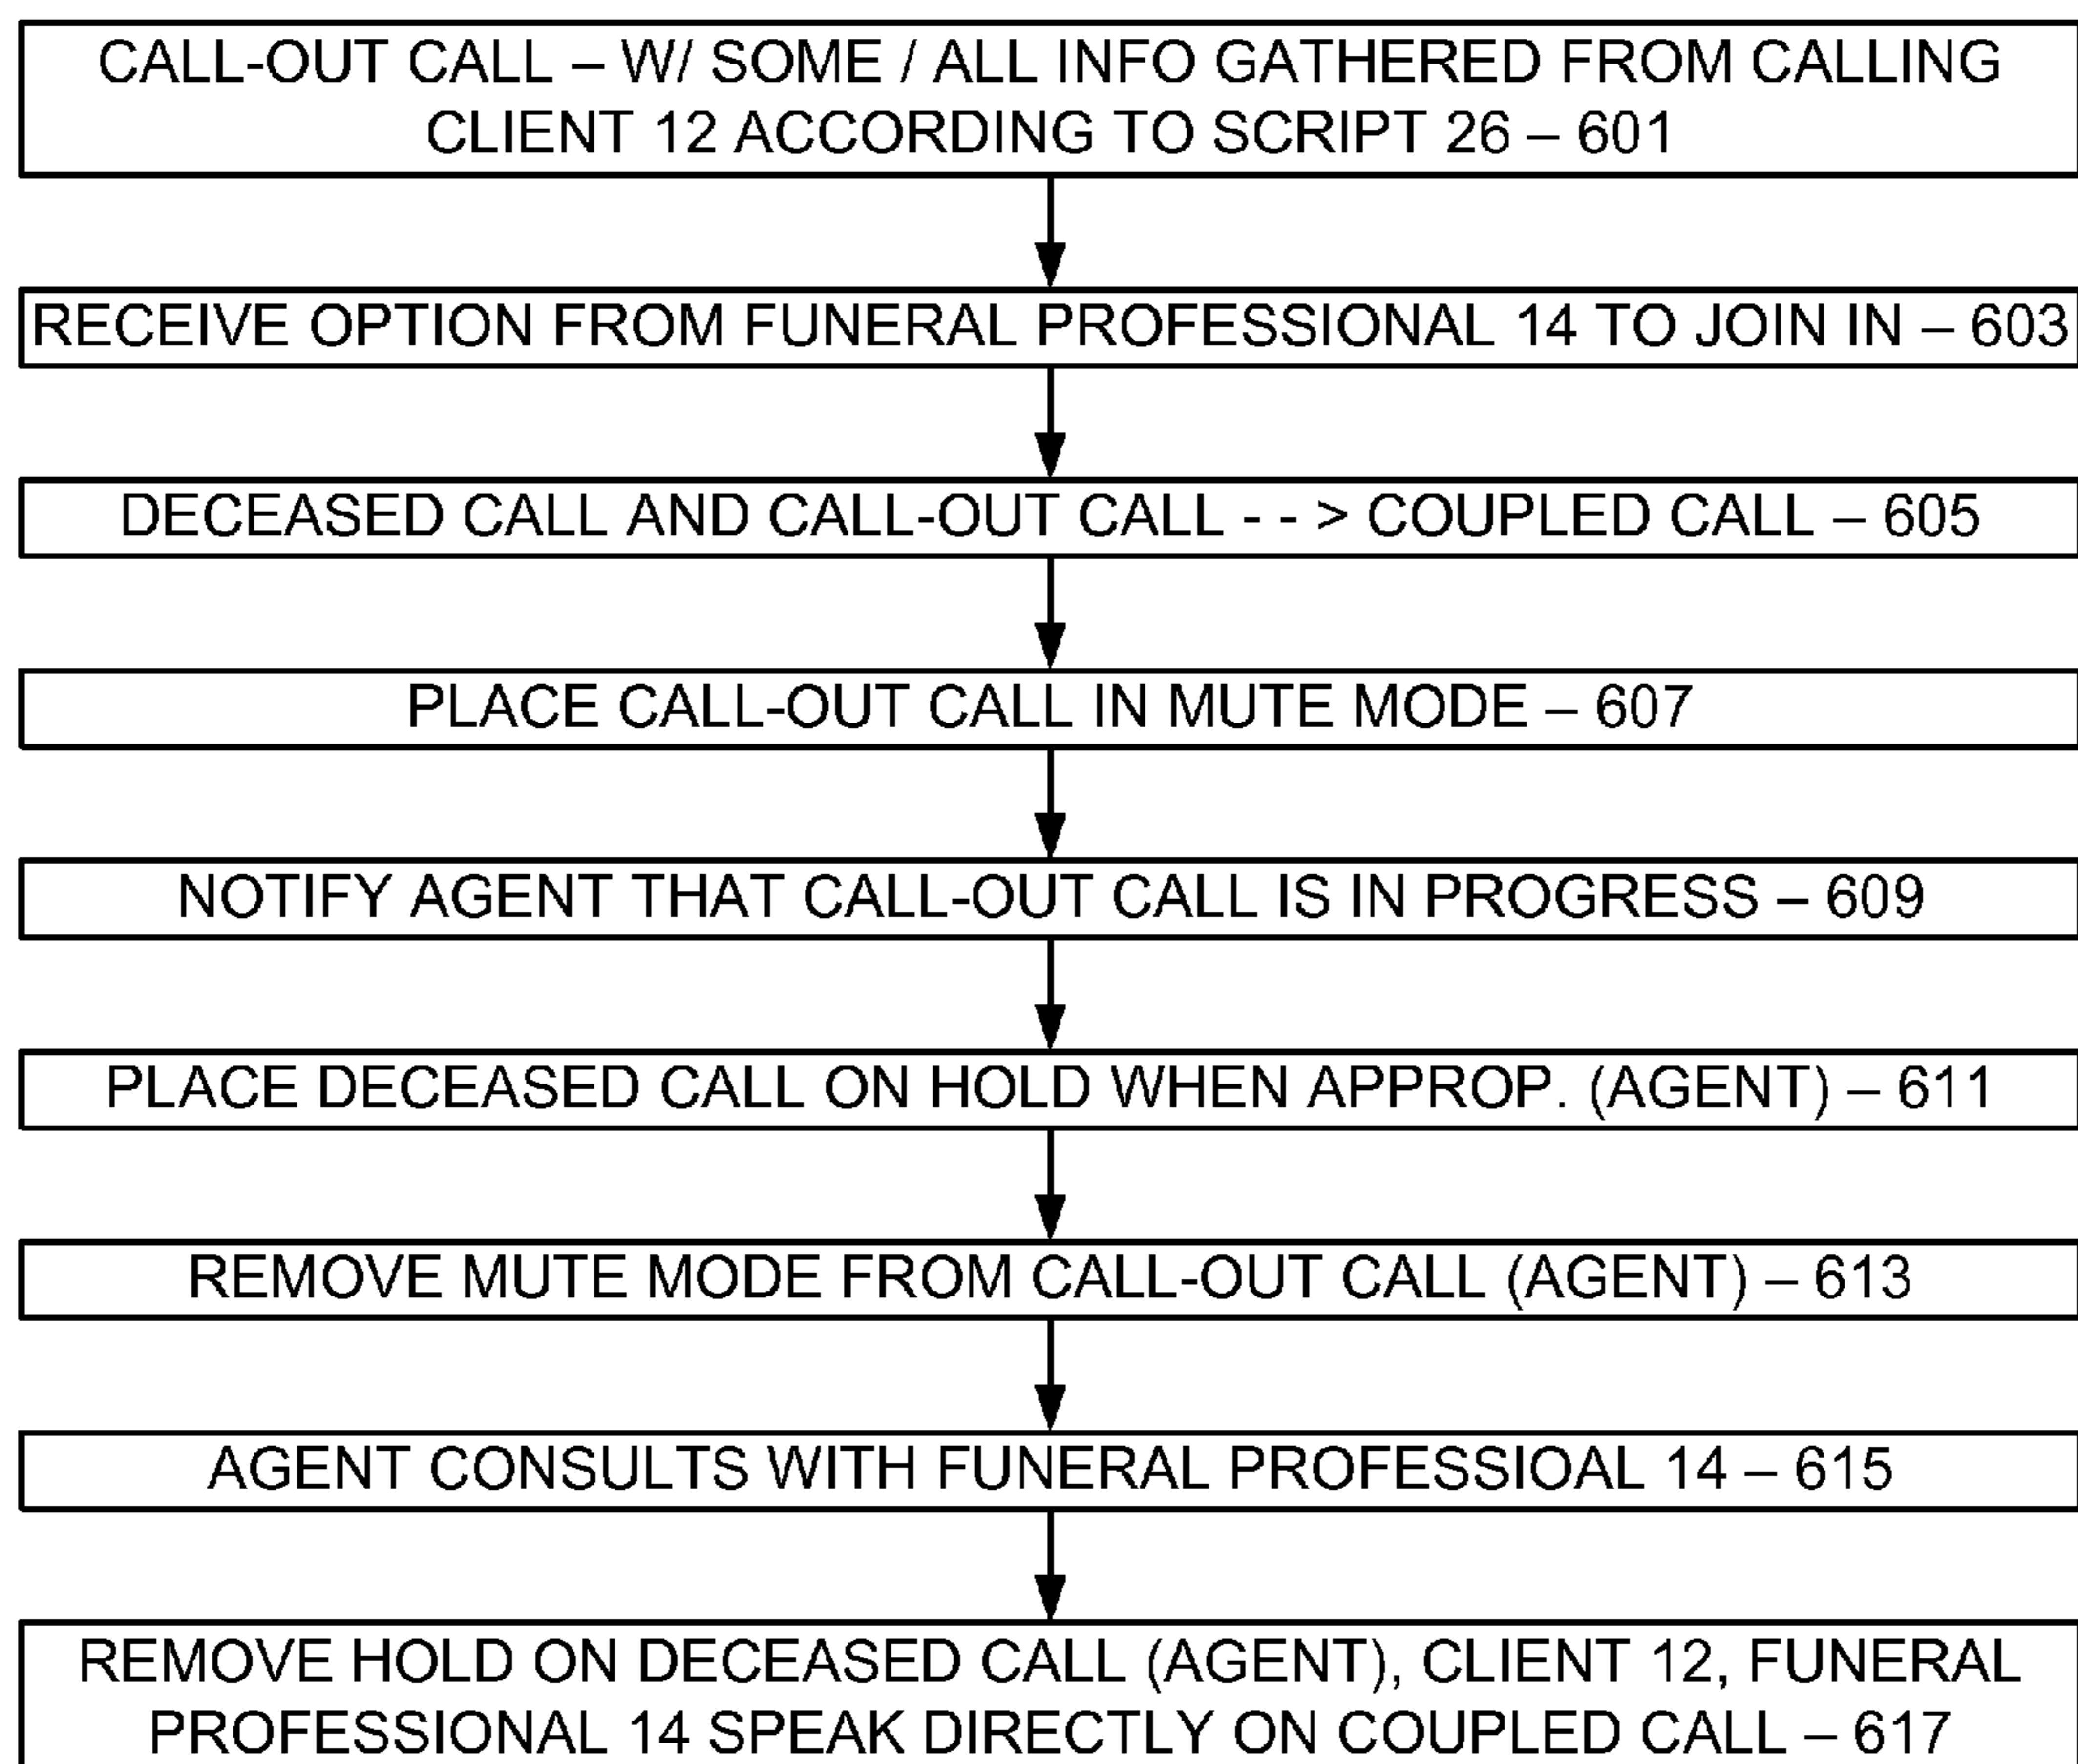 CALL-OUT CALL – W/ SOME / ALL INFO GATHERED FROM CALLING
CLIENT 12 ACCORDING TO SCRIPT 26 – 601
RECEIVE OPTION FROM FUNERAL PROFESSIONAL 14 TO JOIN IN – 603
DECEASED CALL AND CALL-OUT CALL - - > COUPLED CALL – 605
PLACE CALL-OUT CALL IN MUTE MODE – 607
NOTIFY AGENT THAT CALL-OUT CALL IS IN PROGRESS – 609
PLACE DECEASED CALL ON HOLD WHEN APPROP. (AGENT) – 611
REMOVE MUTE MODE FROM CALL-OUT CALL (AGENT) – 613
AGENT CONSULTS WITH FUNERAL PROFESSIOAL 14 – 615
REMOVE HOLD ON DECEASED CALL (AGENT), CLIENT 12, FUNERAL
PROFESSIONAL 14 SPEAK DIRECTLY ON COUPLED CALL – 617